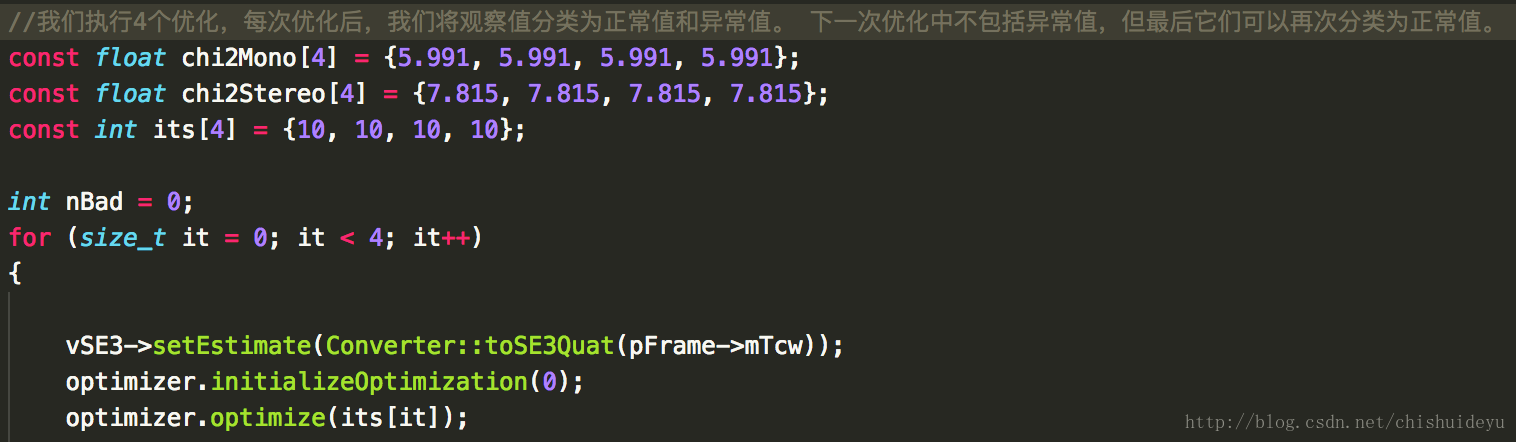 //我们执行4个优化，每次优化后，我们将观察值分类为正常值和异常值。 下一次优化中不包括异常值，但最后它们可以再次分类为正常值。
const float chi2Mono[4] = {5.991, 5.991, 5.991, 5.991};
const float chi2Stereo[4] = {7.815, 7.815, 7.815, 7.815};
const int its[4] = {10, 10, 10, 10};
int nBad = 0;
for (size_t it = 0; it < 4; it++)
{
vSE3->setEstimate(Converter::toSE3Quat(pFrame->mTcw));
optimizer.initializeOptimization(0);
optimizer.optimize(its[it]);
http://blog.csdn.net/chishuideyu